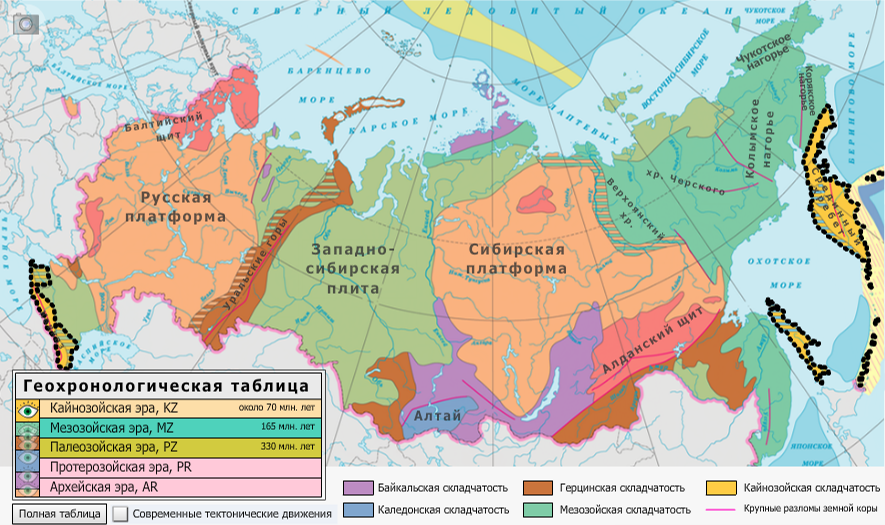 СЕВЕРНЫЙ ЛЕДОВИТЫЙ ОКЕАН
ЧУКОТСКОЕ
МОРЕ
БАРЕНЦЕВО
МОРЕ
КАРСКОЕ МОРЕ
МОРЕ ЛАПТЕВЫХ
ВОСТОЧНО-СИБИРСКОЕ
МОРЕ
БЕРИНГОВО МОРЕ
Чукотское
нагорье
Корякское
нагорье
Колымское
нагорье
хр. Черского
Верхоянский
хр.
Срединный
хребет
Балтийский
щит
Русская
платформа
Уральские горы
Западно-
сибирская
плита
Сибирская
платформа
Алданский щит
Алтай
ОХОТСКОЕ
МОРЕ
ЯПОНСКОЕ
МОРЕ
Геохронологическая таблица
Кайнозойская эра, KZ около 70 млн. лет
Мезозойская эра, MZ 165 млн. лет
Палеозойская эра, PZ 330 млн. лет
Протерозойская эра, PR
Архейская эра, AR
Полная таблица
Современные тектонические движения
Байкальская складчатость
Герцинская складчатость
Кайнозойская складчатость
Каледонская складчатость
Мезозойская складчатость
Крупные разломы земной коры